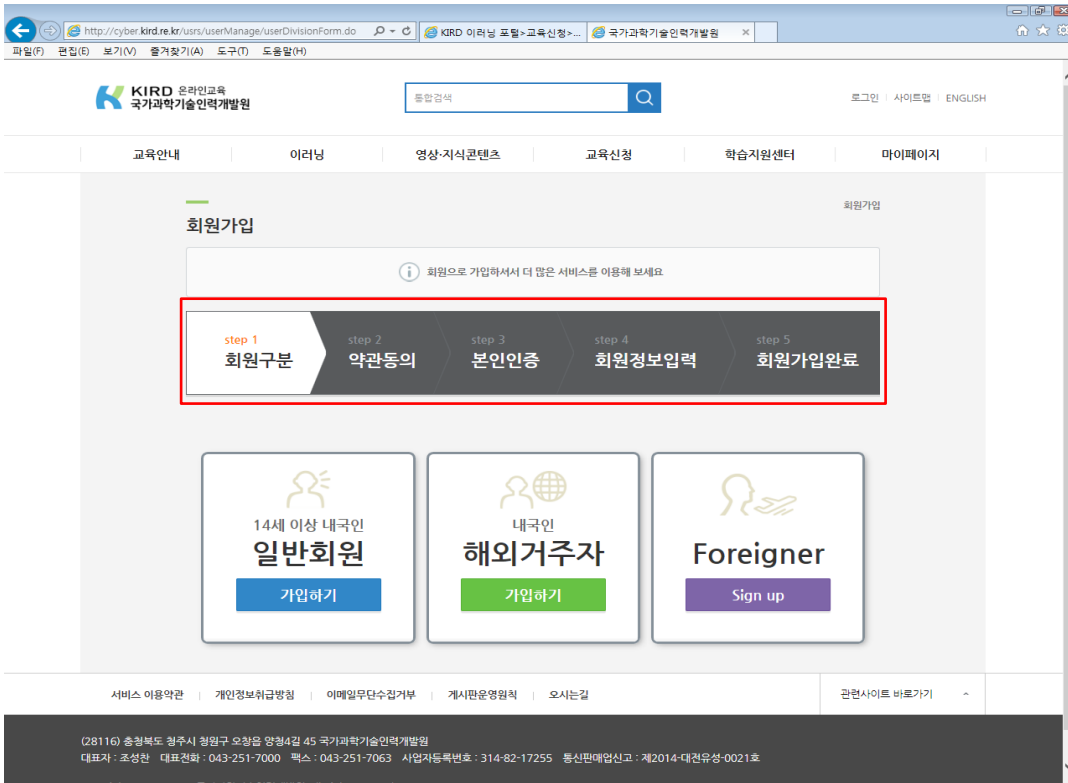 http://cyber.kird.re.kr/usrs/userManage/userDivisionForm.do
KIRD 이러닝 포털>교육신청>...
국가과학기술인력개발원
파일(F) 편집(E) 보기(V) 즐겨찾기(A) 도구(T) 도움말(H)
KIRD 온라인교육
국가과학기술인력개발원
통합검색
로그인 사이트맵 ENGLISH
교육안내 이러닝 영상·지식콘텐츠 교육신청 학습지원센터 마이페이지
회원가입
회원가입
회원으로 가입하셔서 더 많은 서비스를 이용해 보세요
step 1 step 2 step 3 step 4 step 5
회원구분 약관동의 본인인증 회원정보입력 회원가입완료
14세 이상 내국인
일반회원
가입하기
내국인
해외거주자
가입하기
Foreigner
Sign up
서비스 이용약관 개인정보취급방침 이메일무단수집거부 게시판운영원칙 오시는길
관련사이트 바로가기
(28116) 충청북도 청주시 청원구 오창읍 양청4길 45 국가과학기술인력개발원
대표자 : 조성찬 대표전화 : 043-251-7000 팩스 : 043-251-7063 사업자등록번호 : 314-82-17255 통신판매업신고 : 제2014-대전유성-0021호